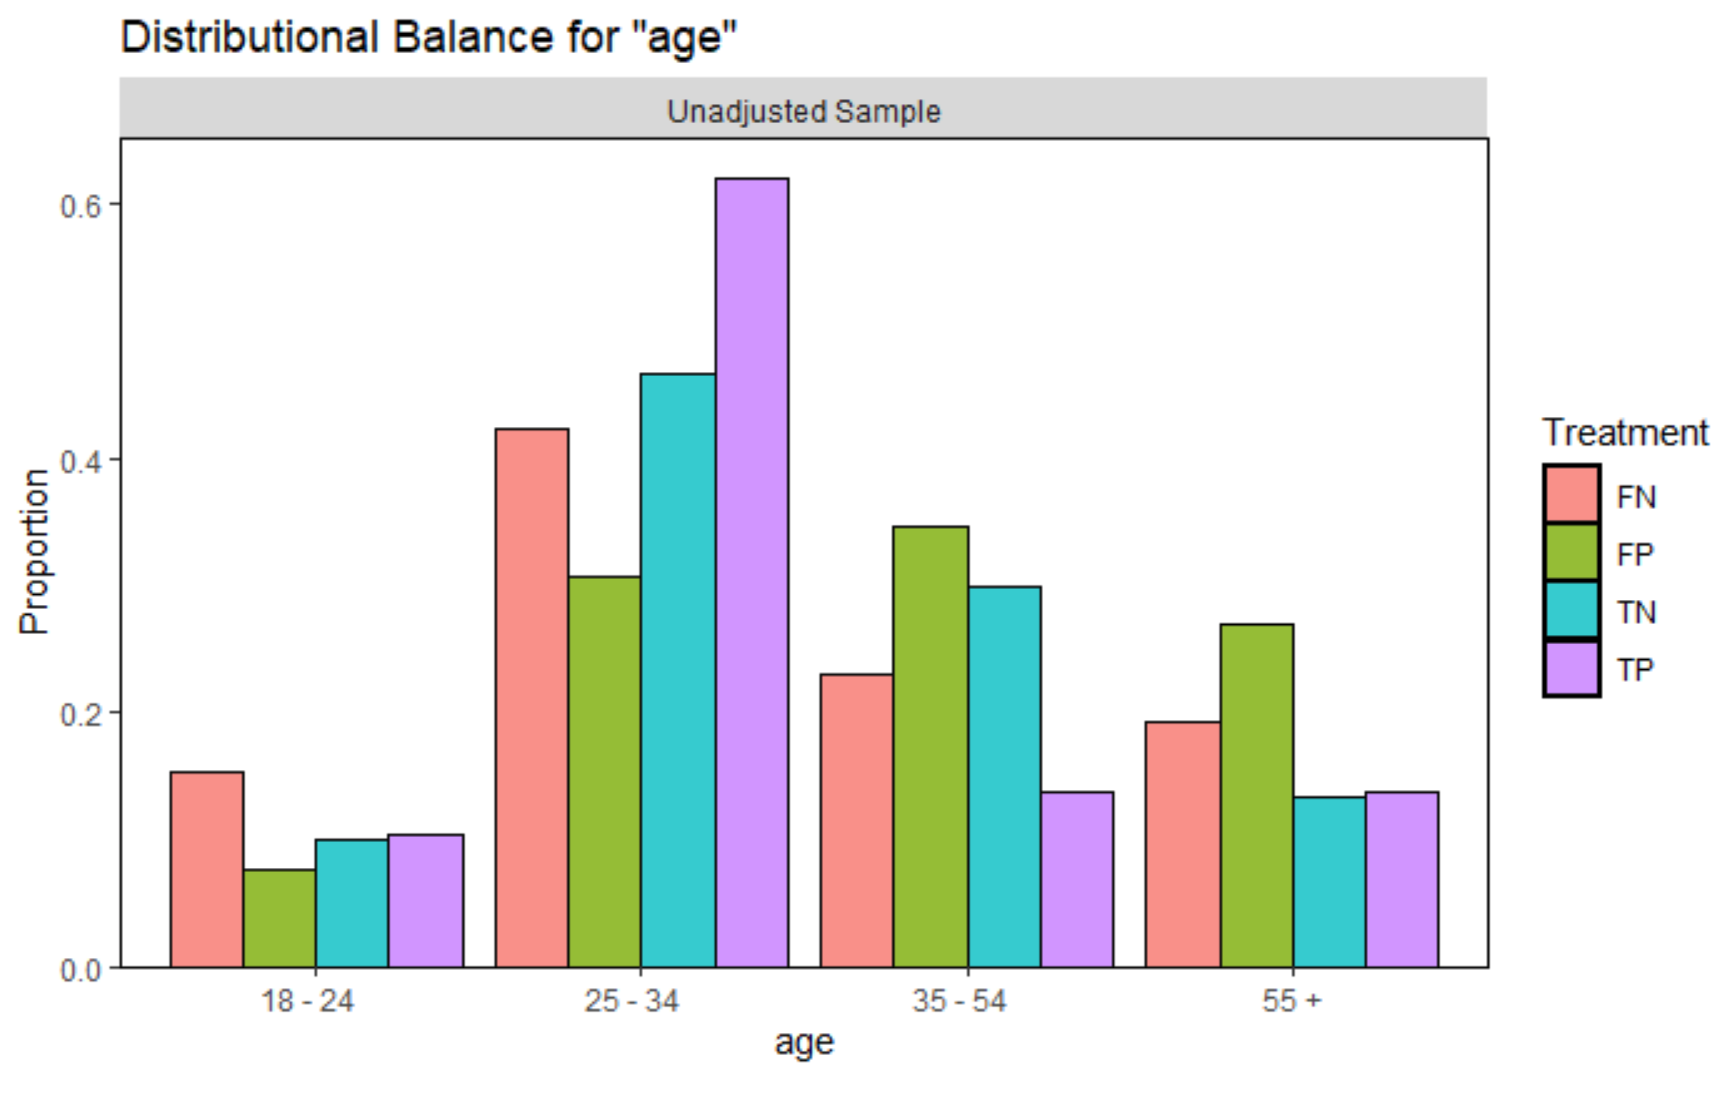 Distributional Balance for "age"
Unadjusted Sample
Proportion
0.6
0.4
0.2
0.0
18 - 24
25 - 34
35 - 54
55 +
age
Treatment
FN
FP
TN
TP